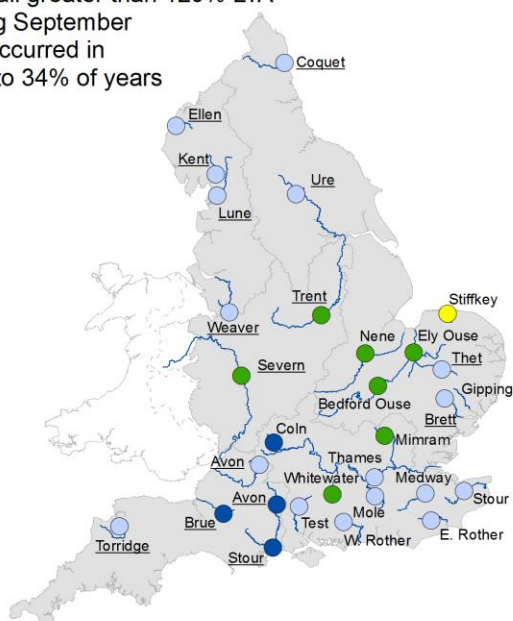 g September
ccurred in
to 34% of years
Coquet
Ellen
Kent
Ure
Lune
Trent
Stiffkey
Weaver
Nene
Ely Ouse
Thet
Severn
Gipping
Bedford Ouse
Brett
Coln
Mimram
Thames
Avon
Whitewater
Medway
Avon
Stour
Brue
Test
Mole
W. Rother
E. Rother
Torridge
Stour